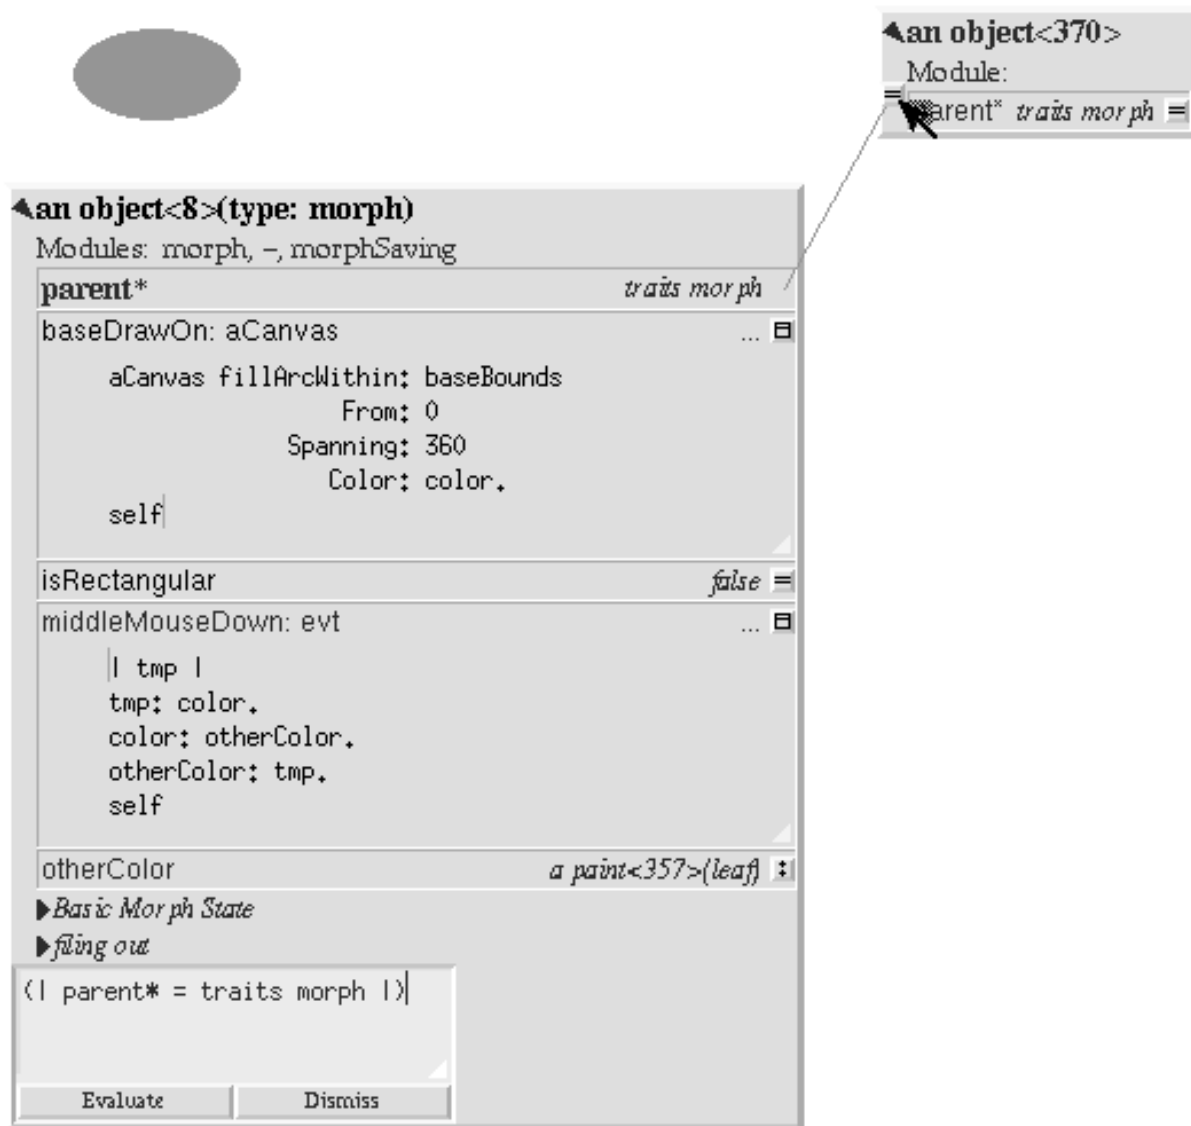 an object<370>
Module:
arent* traits morph
an object<8>(type: morph)
Modules: morph, –, morphSaving
parent* traits morph
baseDrawOn: aCanvas ...
aCanvas fillArcWithin: baseBounds
From: 0
Spanning: 360
Color: color.
self
isRectangular false
middleMouseDown: evt ...
| tmp |
tmp: color.
color: otherColor.
otherColor: tmp.
self
otherColor a paint<357>(leaf)
Basic Morph State
filing out
(| parent* = traits morph |)
Evaluate Dismiss